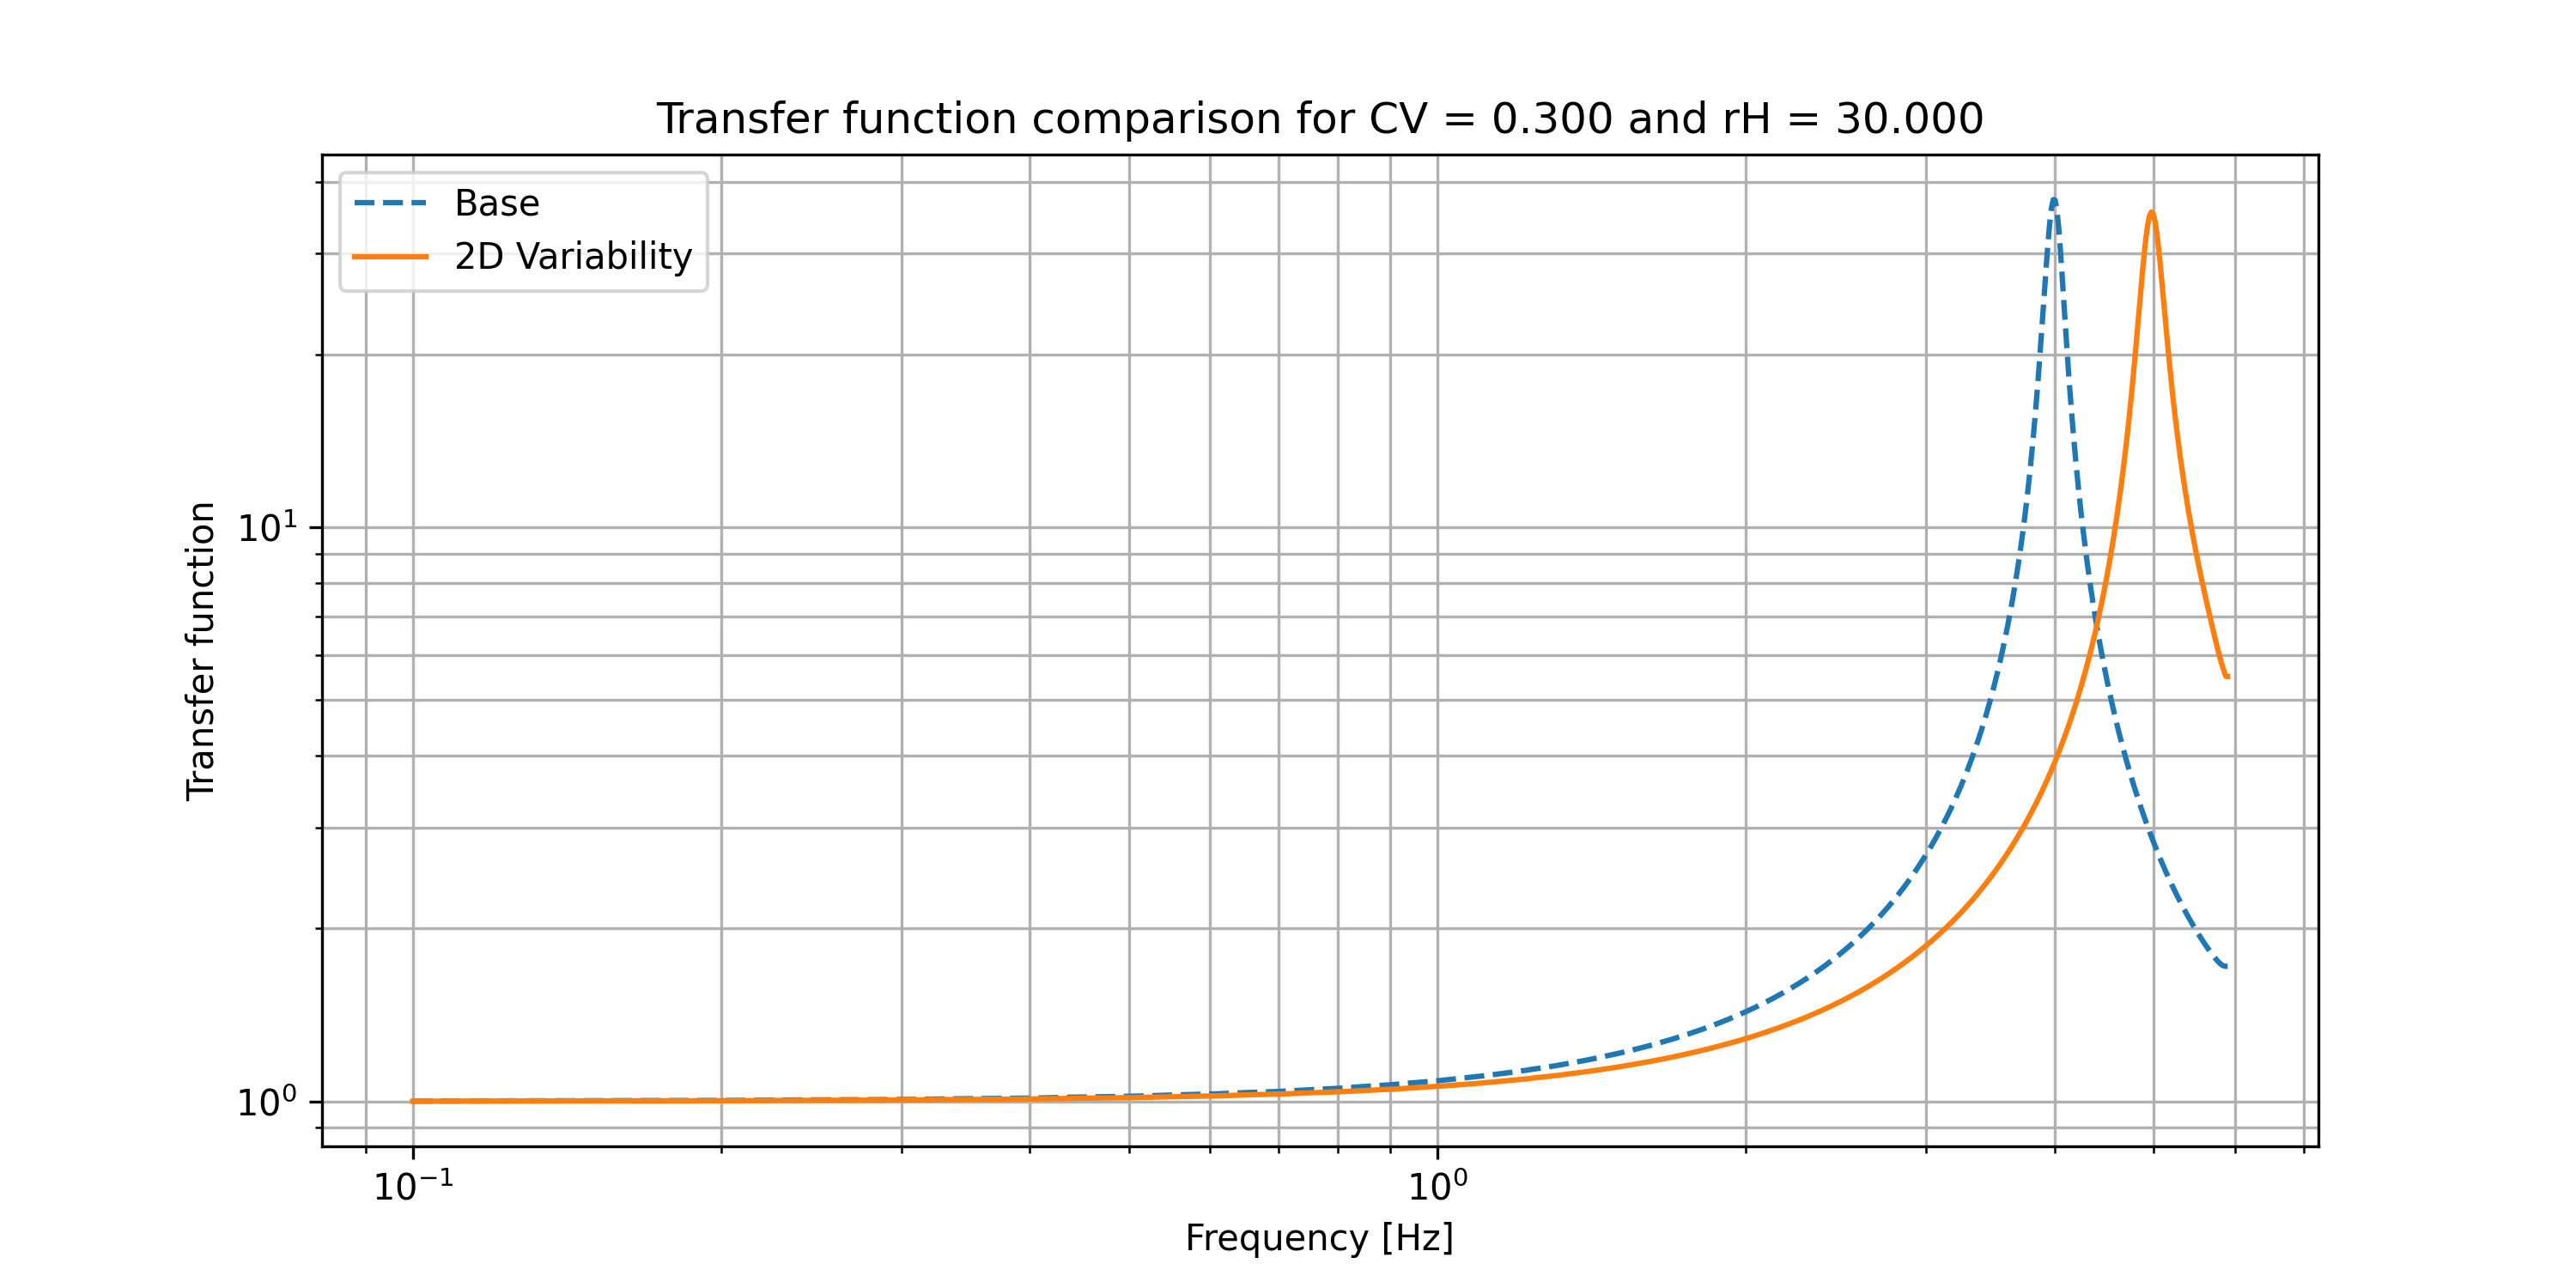 Transfer function comparison for CV = 0.300 and rH = 30.000
Base
2D Variability
Transfer function
10¹
10⁰
10⁻¹
10⁰
Frequency [Hz]